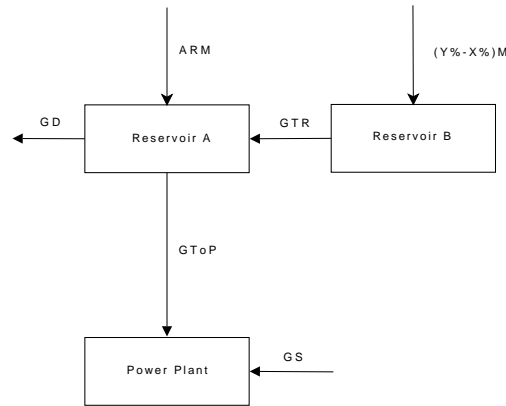 ARM
(Y%-X%)M
GD
Reservoir A
GTR
Reservoir B
GToP
Power Plant
GS